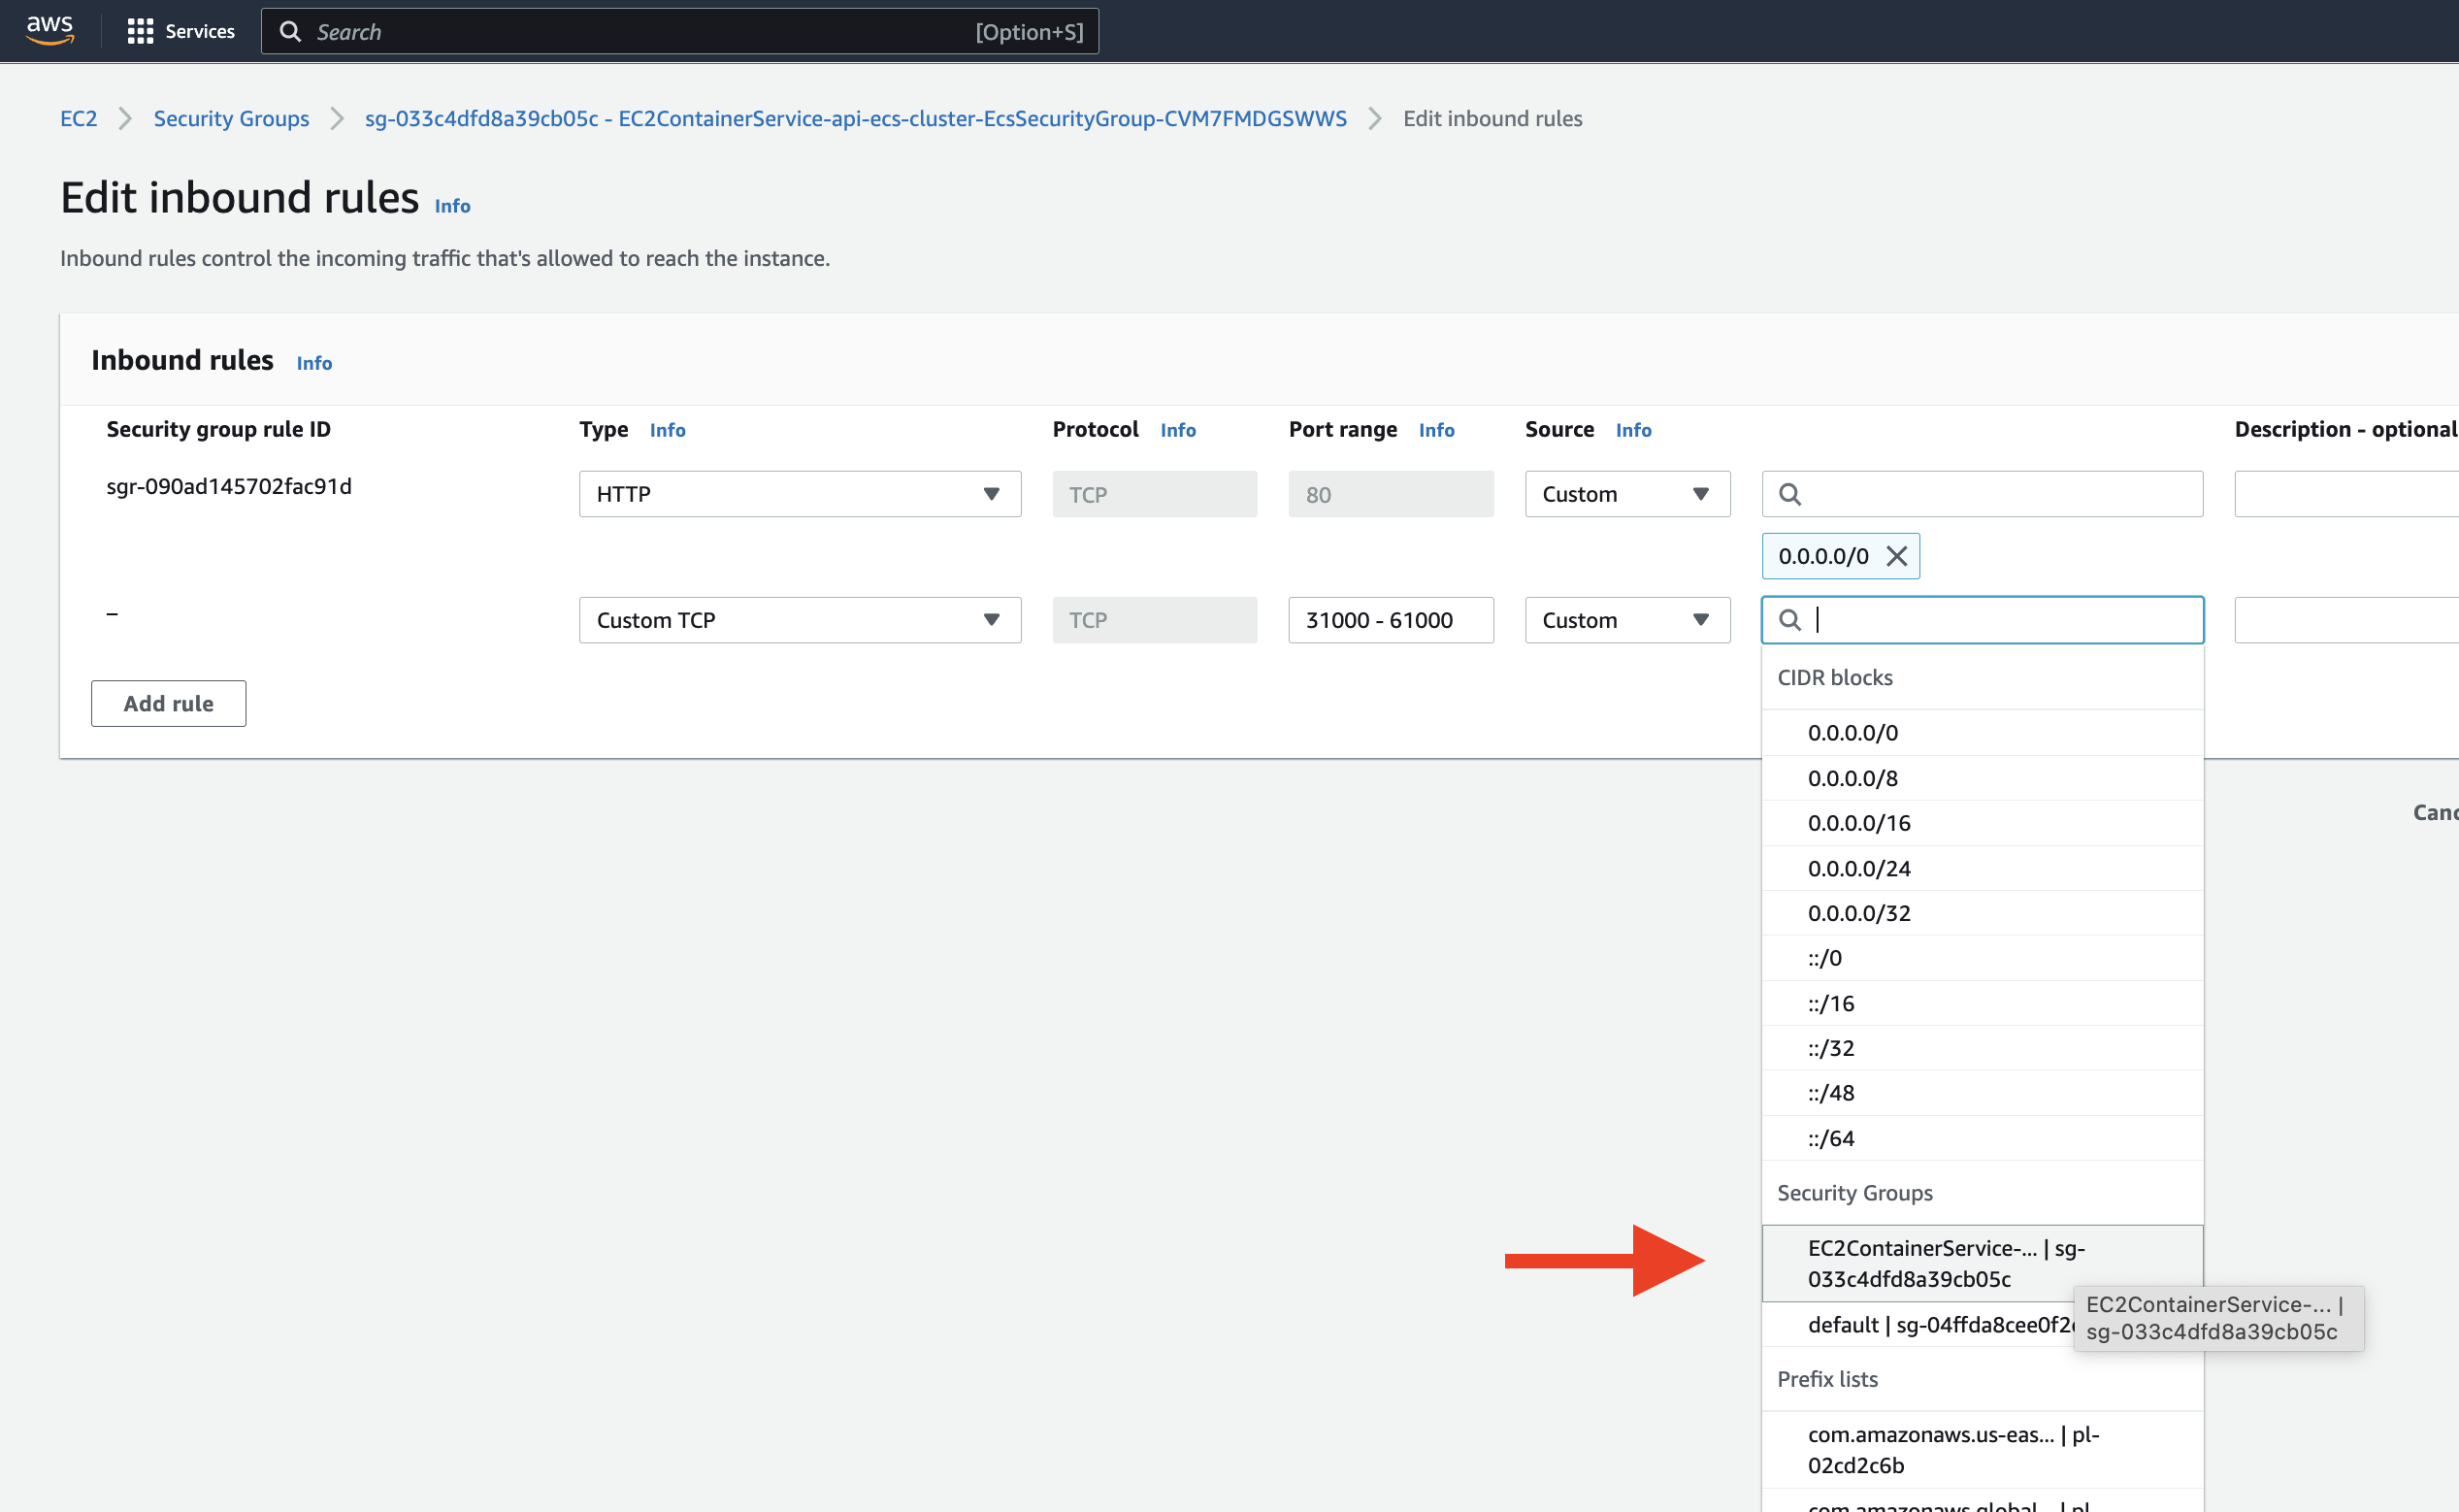 aws Services Search [Option+S]
EC2 Security Groups sg-033c4dfd8a39cb05c - EC2ContainerService-api-ecs-cluster-EcsSecurityGroup-CVM7FMDGSWWS Edit inbound rules
Edit inbound rules Info
Inbound rules control the incoming traffic that's allowed to reach the instance.
Inbound rules Info
Security group rule ID Type Info Protocol Info Port range Info Source Info Description - optional
sgr-090ad145702fac91d HTTP TCP 80 Custom
0.0.0.0/0
– Custom TCP TCP 31000 - 61000 Custom
Add rule
CIDR blocks
0.0.0.0/0
0.0.0.0/8
0.0.0.0/16
0.0.0.0/24
0.0.0.0/32
::/0
::/16
::/32
::/48
::/64
Security Groups
EC2ContainerService-... | sg-
033c4dfd8a39cb05c
default | sg-04ffda8cee0f2
EC2ContainerService-... |
sg-033c4dfd8a39cb05c
Prefix lists
com.amazonaws.us-eas... | pl-
02cd2c6b
com.amazonaws.global... | pl-